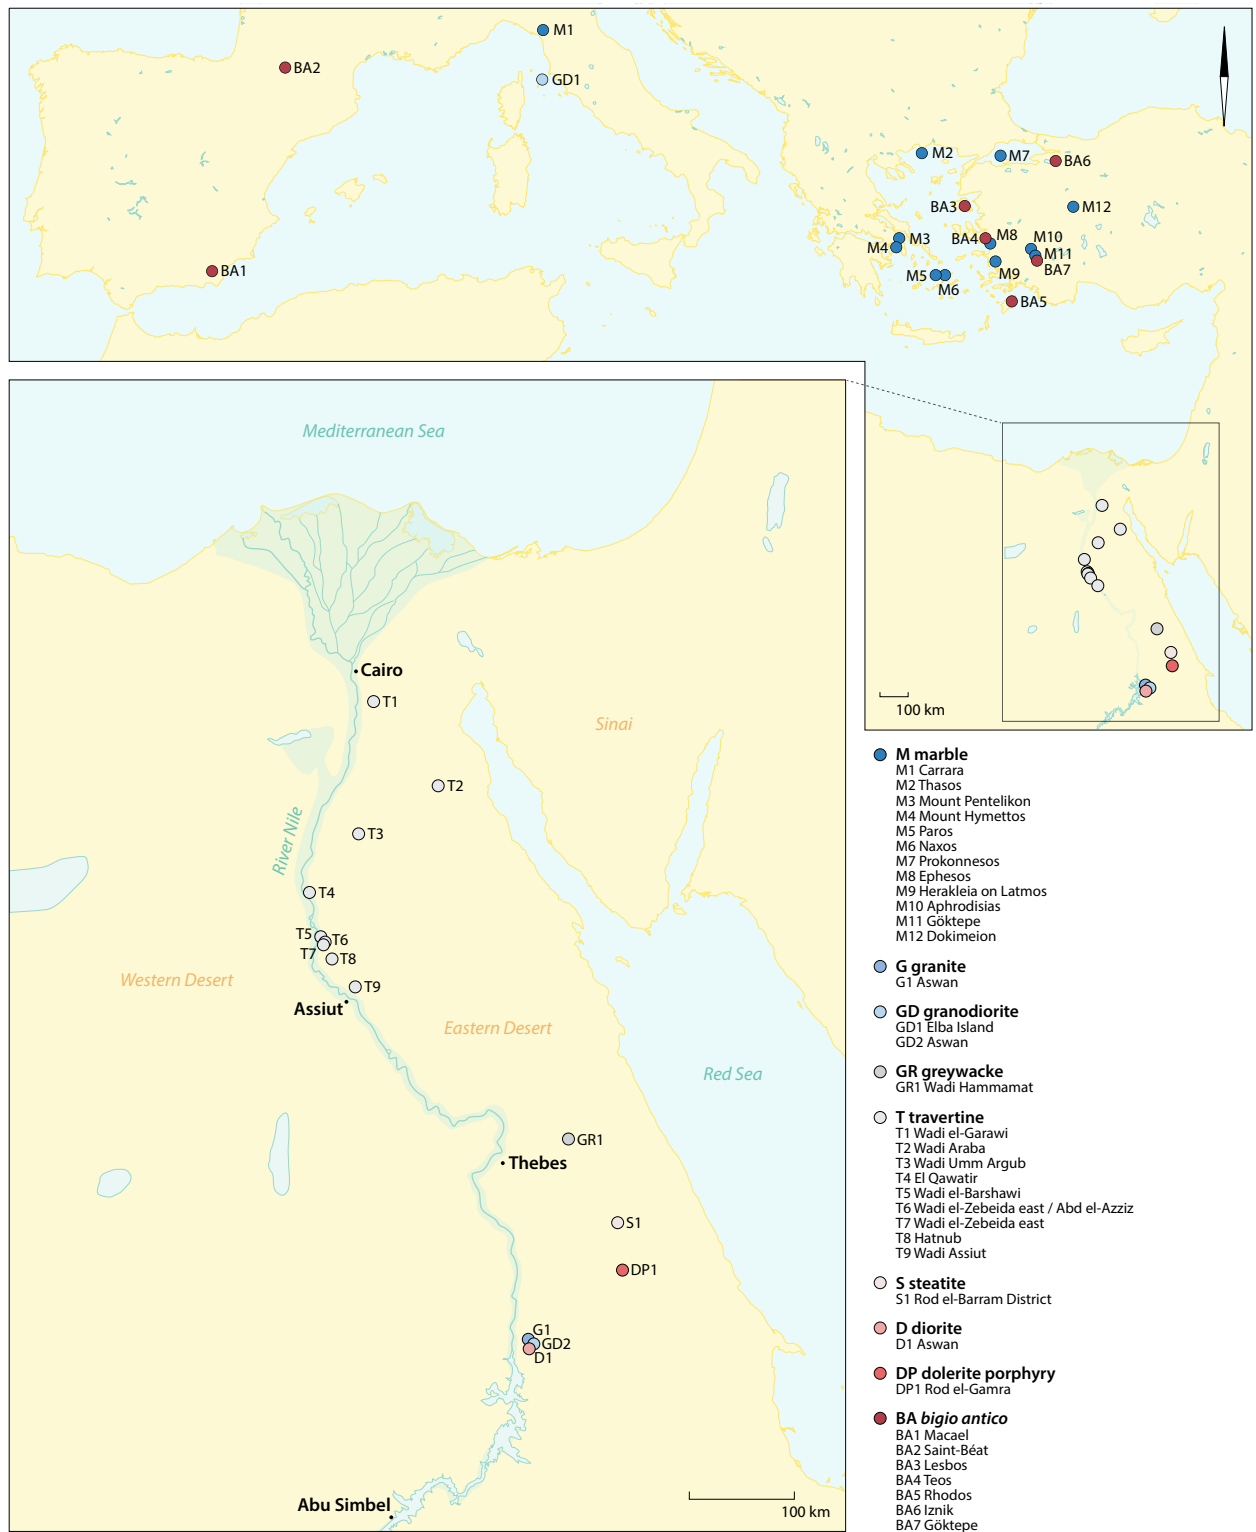 M1
BA2
GD1
M2
M7
BA6
BA3
M12
M3
M4
BA4
M8
M10
M11
BA7
M9
M5
M6
BA1
BA5
100 km
Mediterranean Sea
Cairo
T1
Sinai
T2
River Nile
T3
T4
T5
T6
T7
T8
Western Desert
T9
Assiut
Eastern Desert
Red Sea
GR1
Thebes
S1
DP1
G1
GD2
D1
Abu Simbel
100 km
M marble
M1 Carrara
M2 Thasos
M3 Mount Pentelikon
M4 Mount Hymettos
M5 Paros
M6 Naxos
M7 Prokonnesos
M8 Ephesos
M9 Herakleia on Latmos
M10 Aphrodisias
M11 Göktepe
M12 Dokimeion
G granite
G1 Aswan
GD granodiorite
GD1 Elba Island
GD2 Aswan
GR greywacke
GR1 Wadi Hammamat
T travertine
T1 Wadi el-Garawi
T2 Wadi Araba
T3 Wadi Umm Argub
T4 El Qawatir
T5 Wadi el-Barshawi
T6 Wadi el-Zebeida east / Abd el-Azziz
T7 Wadi el-Zebeida east
T8 Hatnub
T9 Wadi Assiut
S steatite
S1 Rod el-Barram District
D diorite
D1 Aswan
DP dolerite porphyry
DP1 Rod el-Gamra
BA bigio antico
BA1 Macael
BA2 Saint-Béat
BA3 Lesbos
BA4 Teos
BA5 Rhodos
BA6 Iznik
BA7 Göktepe